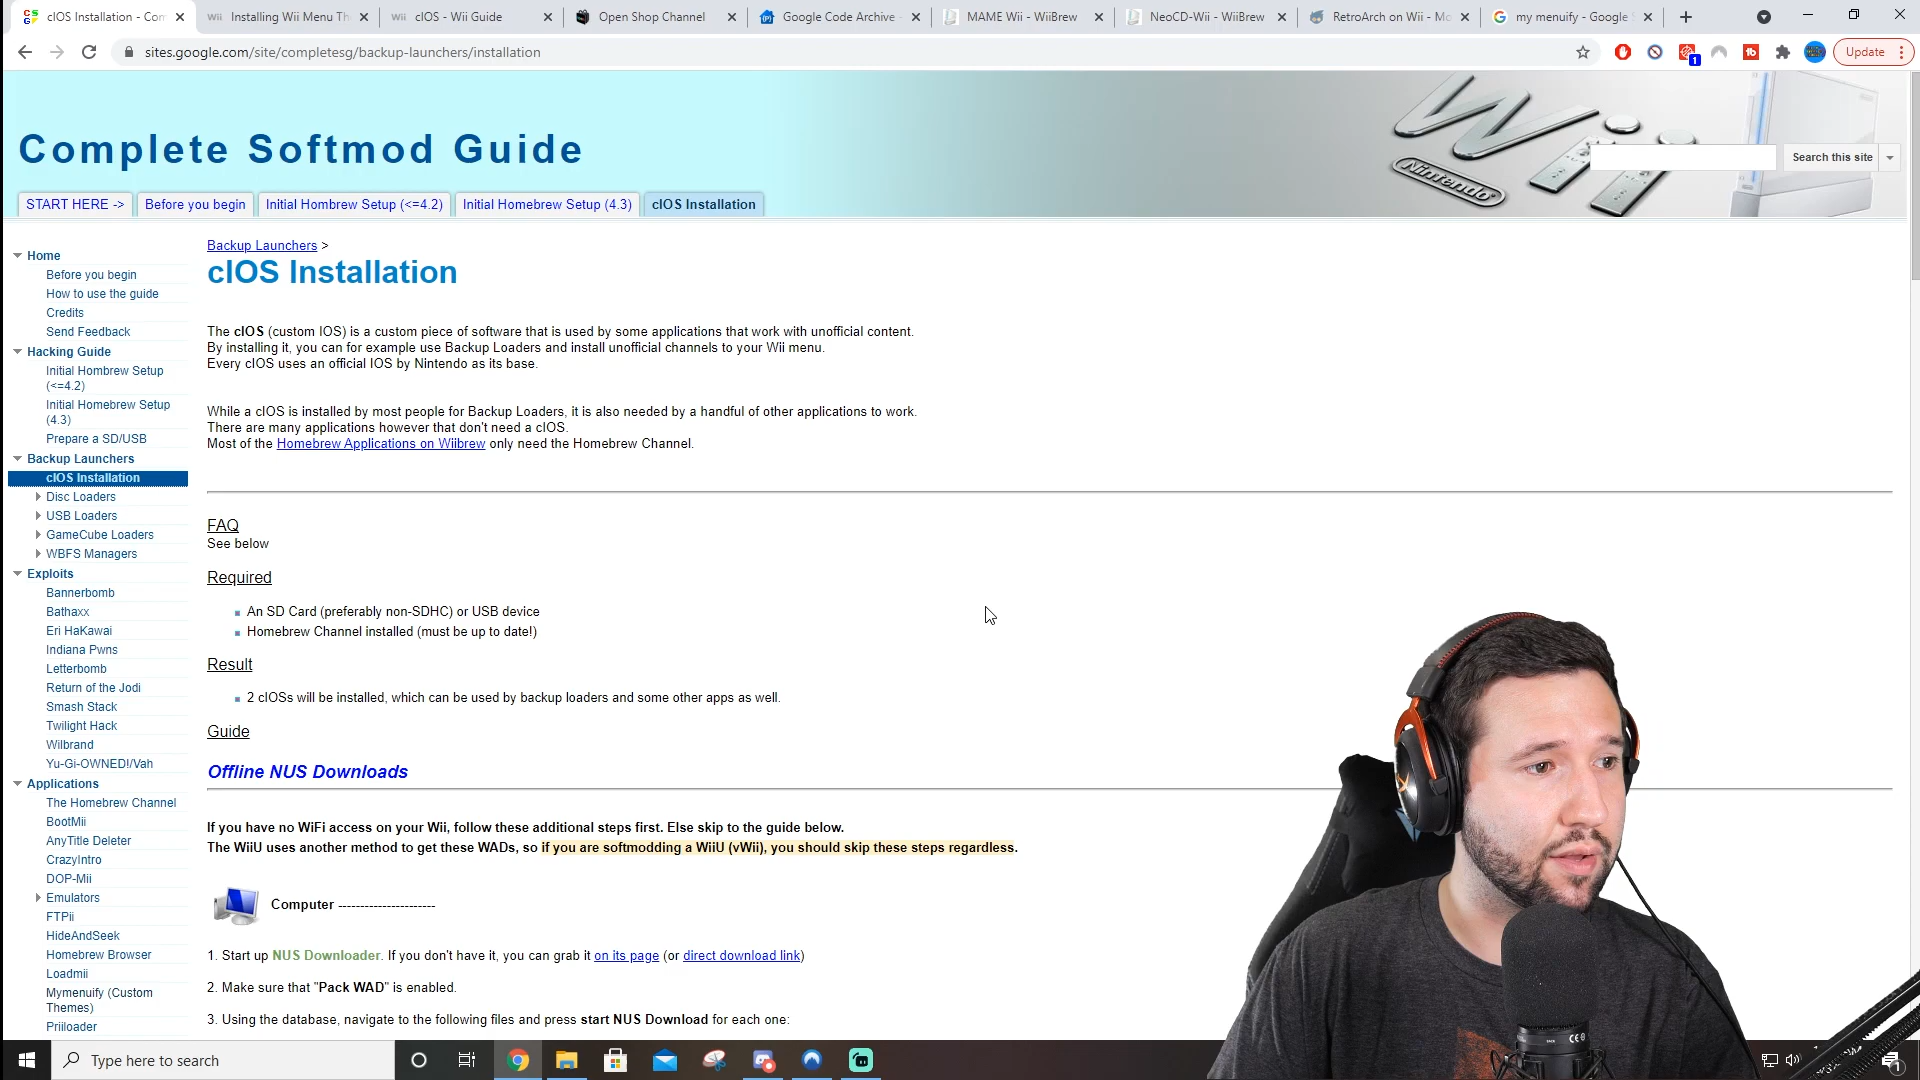 cIOS Installation - Com
Installing Wii Menu Th
cIOS - Wii Guide
Open Shop Channel
Google Code Archive -
MAME Wii - WiiBrew
NeoCD-Wii - WiiBrew
RetroArch on Wii - Mo
my menuify - Google S
sites.google.com/site/completesg/backup-launchers/installation
1
Update
Complete Softmod Guide
Wii
Nintendo
Search this site
START HERE ->
Before you begin
Initial Hombrew Setup (<=4.2)
Initial Homebrew Setup (4.3)
cIOS Installation
Home
Before you begin
How to use the guide
Credits
Send Feedback
Hacking Guide
Initial Hombrew Setup
(<=4.2)
Initial Homebrew Setup
(4.3)
Prepare a SD/USB
Backup Launchers
cIOS Installation
Disc Loaders
USB Loaders
GameCube Loaders
WBFS Managers
Exploits
Bannerbomb
Bathaxx
Eri HaKawai
Indiana Pwns
Letterbomb
Return of the Jodi
Smash Stack
Twilight Hack
Wilbrand
Yu-Gi-OWNED!/Vah
Applications
The Homebrew Channel
BootMii
AnyTitle Deleter
CrazyIntro
DOP-Mii
Emulators
FTPii
HideAndSeek
Homebrew Browser
Loadmii
Mymenuify (Custom
Themes)
Priiloader
Backup Launchers >
cIOS Installation
The cIOS (custom IOS) is a custom piece of software that is used by some applications that work with unofficial content.
By installing it, you can for example use Backup Loaders and install unofficial channels to your Wii menu.
Every cIOS uses an official IOS by Nintendo as its base.
While a cIOS is installed by most people for Backup Loaders, it is also needed by a handful of other applications to work.
There are many applications however that don't need a cIOS.
Most of the Homebrew Applications on Wiibrew only need the Homebrew Channel.
FAQ
See below
Required
An SD Card (preferably non-SDHC) or USB device
Homebrew Channel installed (must be up to date!)
Result
2 cIOSs will be installed, which can be used by backup loaders and some other apps as well.
Guide
Offline NUS Downloads
If you have no WiFi access on your Wii, follow these additional steps first. Else skip to the guide below.
The WiiU uses another method to get these WADs, so if you are softmodding a WiiU (vWii), you should skip these steps regardless.
Computer ----------------------
1. Start up NUS Downloader. If you don't have it, you can grab it on its page (or direct download link)
2. Make sure that "Pack WAD" is enabled.
3. Using the database, navigate to the following files and press start NUS Download for each one:
Type here to search